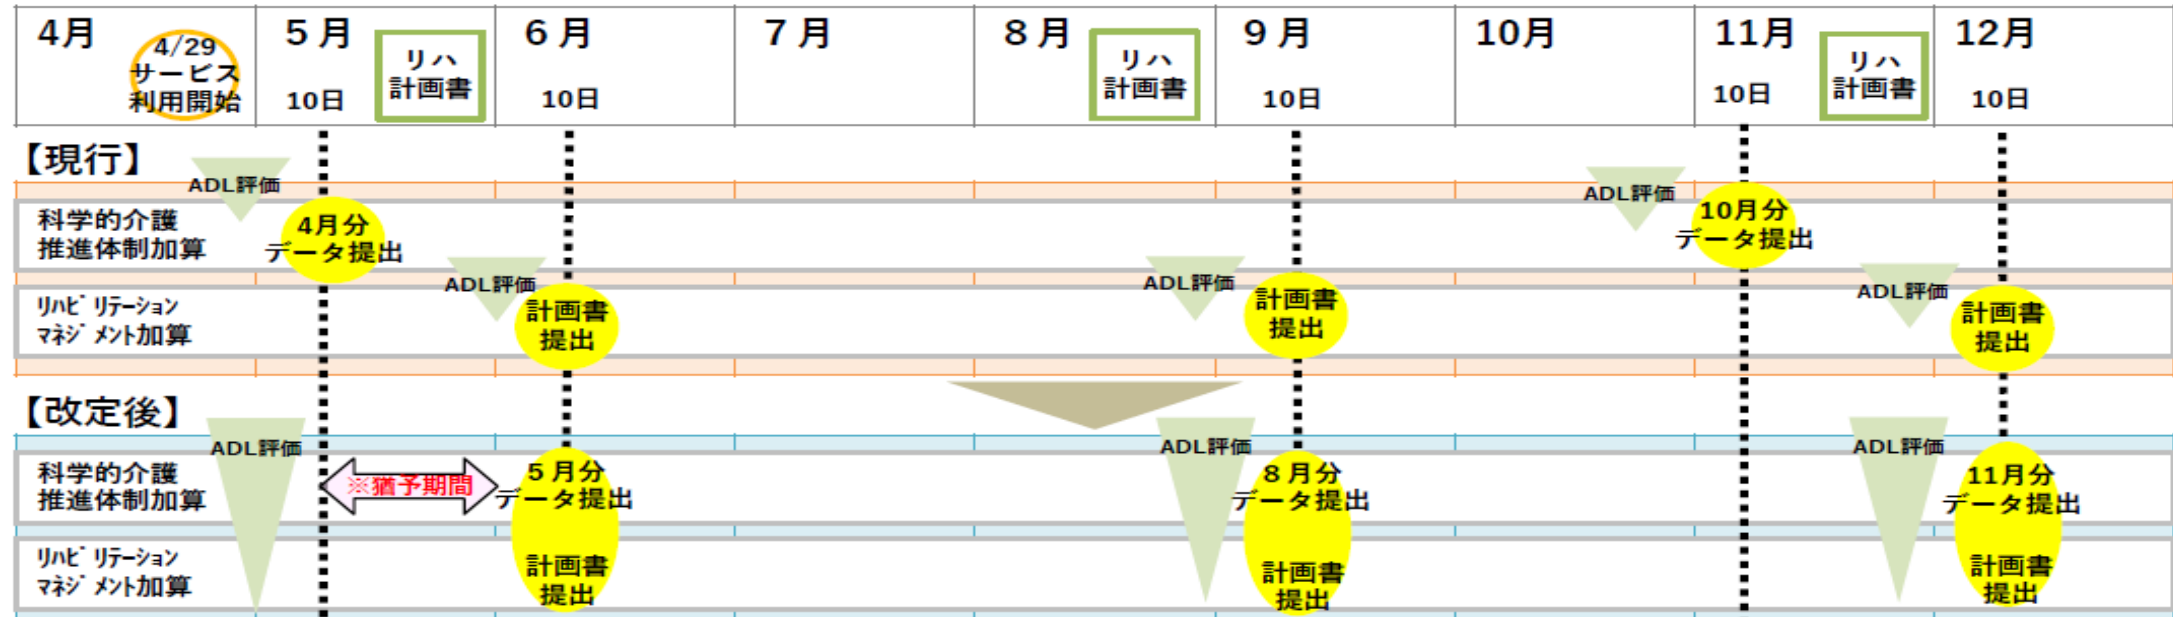 4月
4/29
サービス
利用開始
5月
10日
リハ
計画書
6月
10日
7月
8月
リハ
計画書
9月
10日
10月
11月
10日
リハ
計画書
12月
10日
【現行】
ADL評価
ADL評価
科学的介護
推進体制加算
4月分
データ提出
10月分
データ提出
ADL評価
ADL評価
ADL評価
ﾘﾊﾋﾞﾘﾃｰｼｮﾝ
ﾏﾈｼﾞﾒﾝﾄ加算
計画書
提出
計画書
提出
計画書
提出
【改定後】
ADL評価
ADL評価
ADL評価
科学的介護
推進体制加算
※猶予期間
5月分
データ提出
8月分
データ提出
11月分
データ提出
ﾘﾊﾋﾞﾘﾃｰｼｮﾝ
ﾏﾈｼﾞﾒﾝﾄ加算
計画書
提出
計画書
提出
計画書
提出